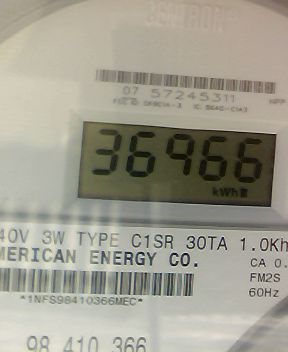 CENTRON
07 57245311
36966
kWh
40V 3W TYPE C1SR 30TA 1.0Kh
MERICAN ENERGY CO.
CA 0.
FM2S
60Hz
*1NFS98410366MEC*
98 410 366